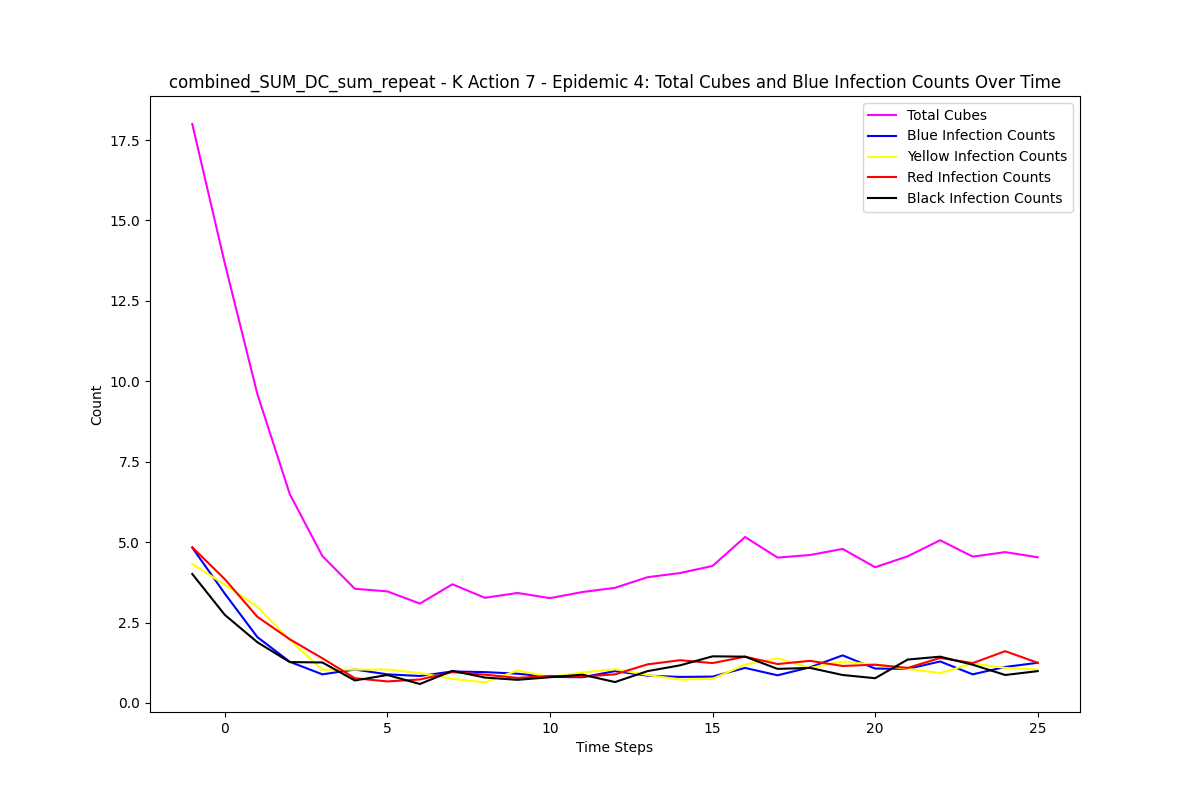 combined_SUM_DC_sum_repeat - K Action 7 - Epidemic 4: Total Cubes and Blue Infection Counts Over Time
Total Cubes
Blue Infection Counts
Yellow Infection Counts
Red Infection Counts
Black Infection Counts
17.5
15.0
12.5
10.0
7.5
5.0
2.5
0.0
Count
0 5 10 15 20 25
Time Steps